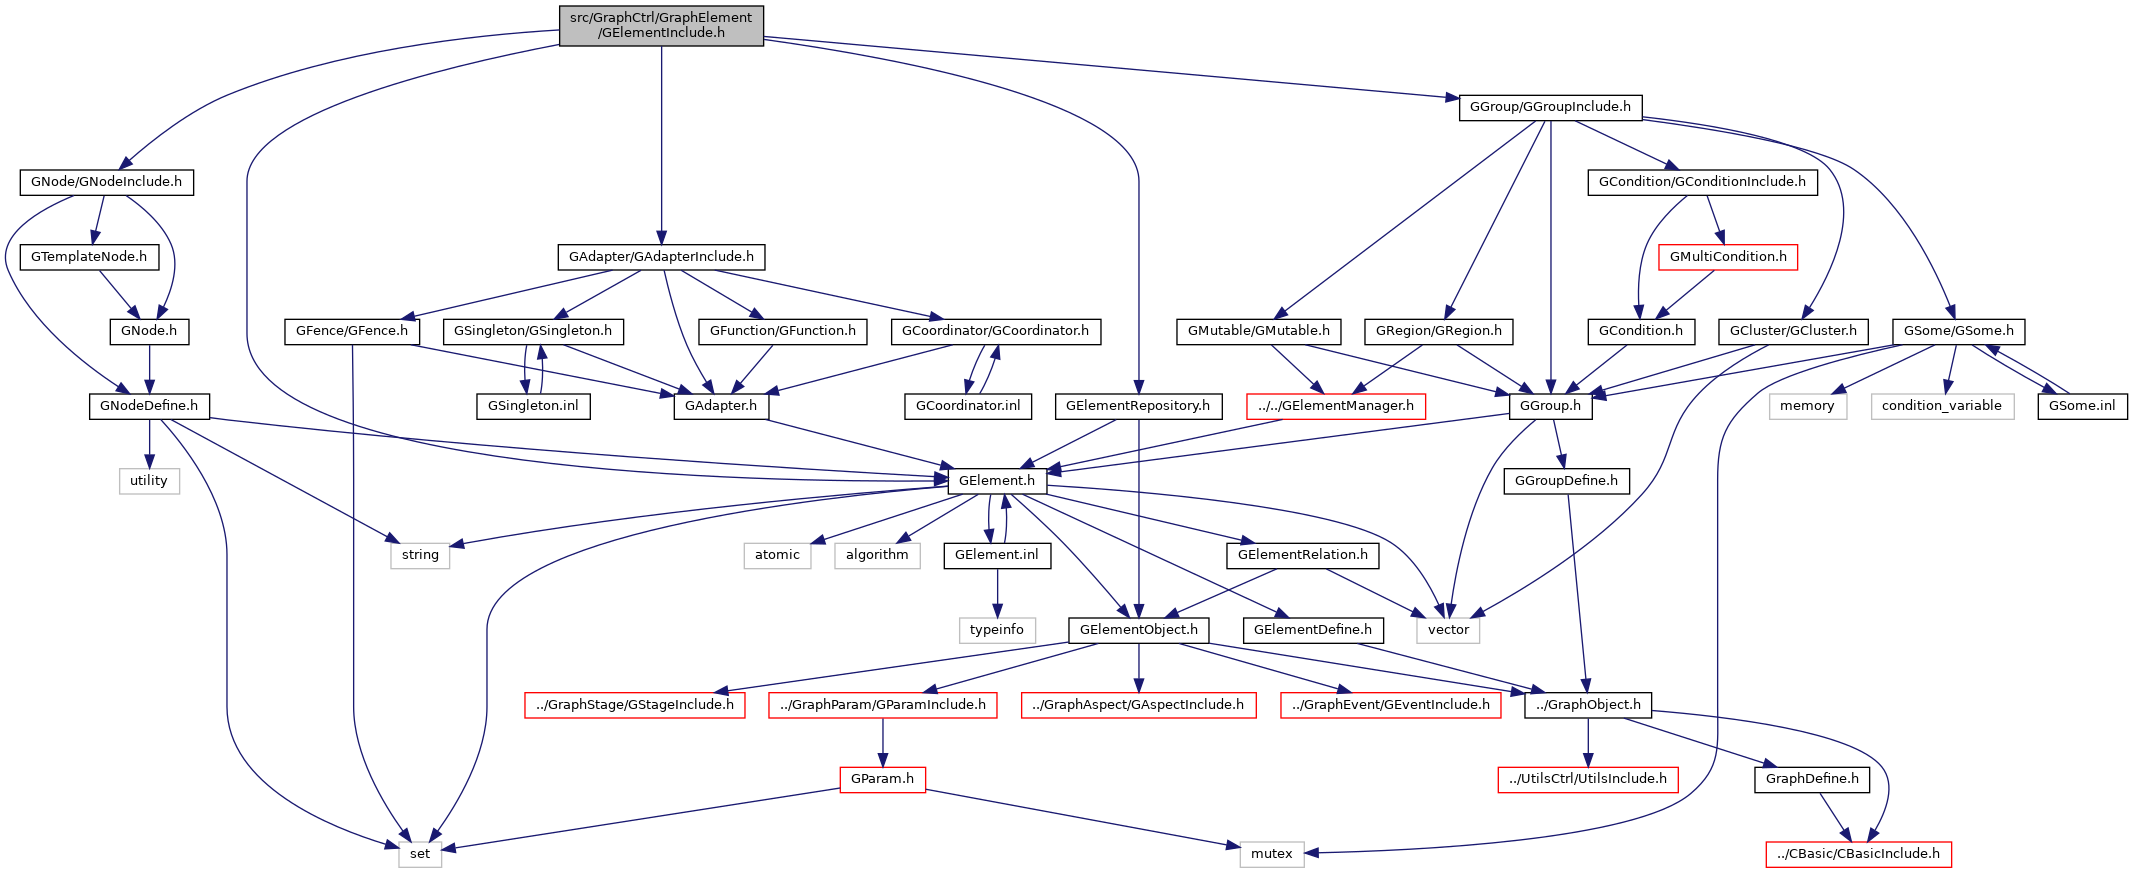 src/GraphCtrl/GraphElement
/GElementInclude.h
GGroup/GGroupInclude.h
GNode/GNodeInclude.h
GCondition/GConditionInclude.h
GTemplateNode.h
GAdapter/GAdapterInclude.h
GMultiCondition.h
GNode.h
GFence/GFence.h
GSingleton/GSingleton.h
GFunction/GFunction.h
GCoordinator/GCoordinator.h
GMutable/GMutable.h
GRegion/GRegion.h
GCondition.h
GCluster/GCluster.h
GSome/GSome.h
GNodeDefine.h
GSingleton.inl
GAdapter.h
GCoordinator.inl
GElementRepository.h
../../GElementManager.h
GGroup.h
memory
condition_variable
GSome.inl
utility
GElement.h
GGroupDefine.h
string
atomic
algorithm
GElement.inl
GElementRelation.h
typeinfo
GElementObject.h
GElementDefine.h
vector
../GraphStage/GStageInclude.h
../GraphParam/GParamInclude.h
../GraphAspect/GAspectInclude.h
../GraphEvent/GEventInclude.h
../GraphObject.h
GParam.h
../UtilsCtrl/UtilsInclude.h
GraphDefine.h
set
mutex
../CBasic/CBasicInclude.h